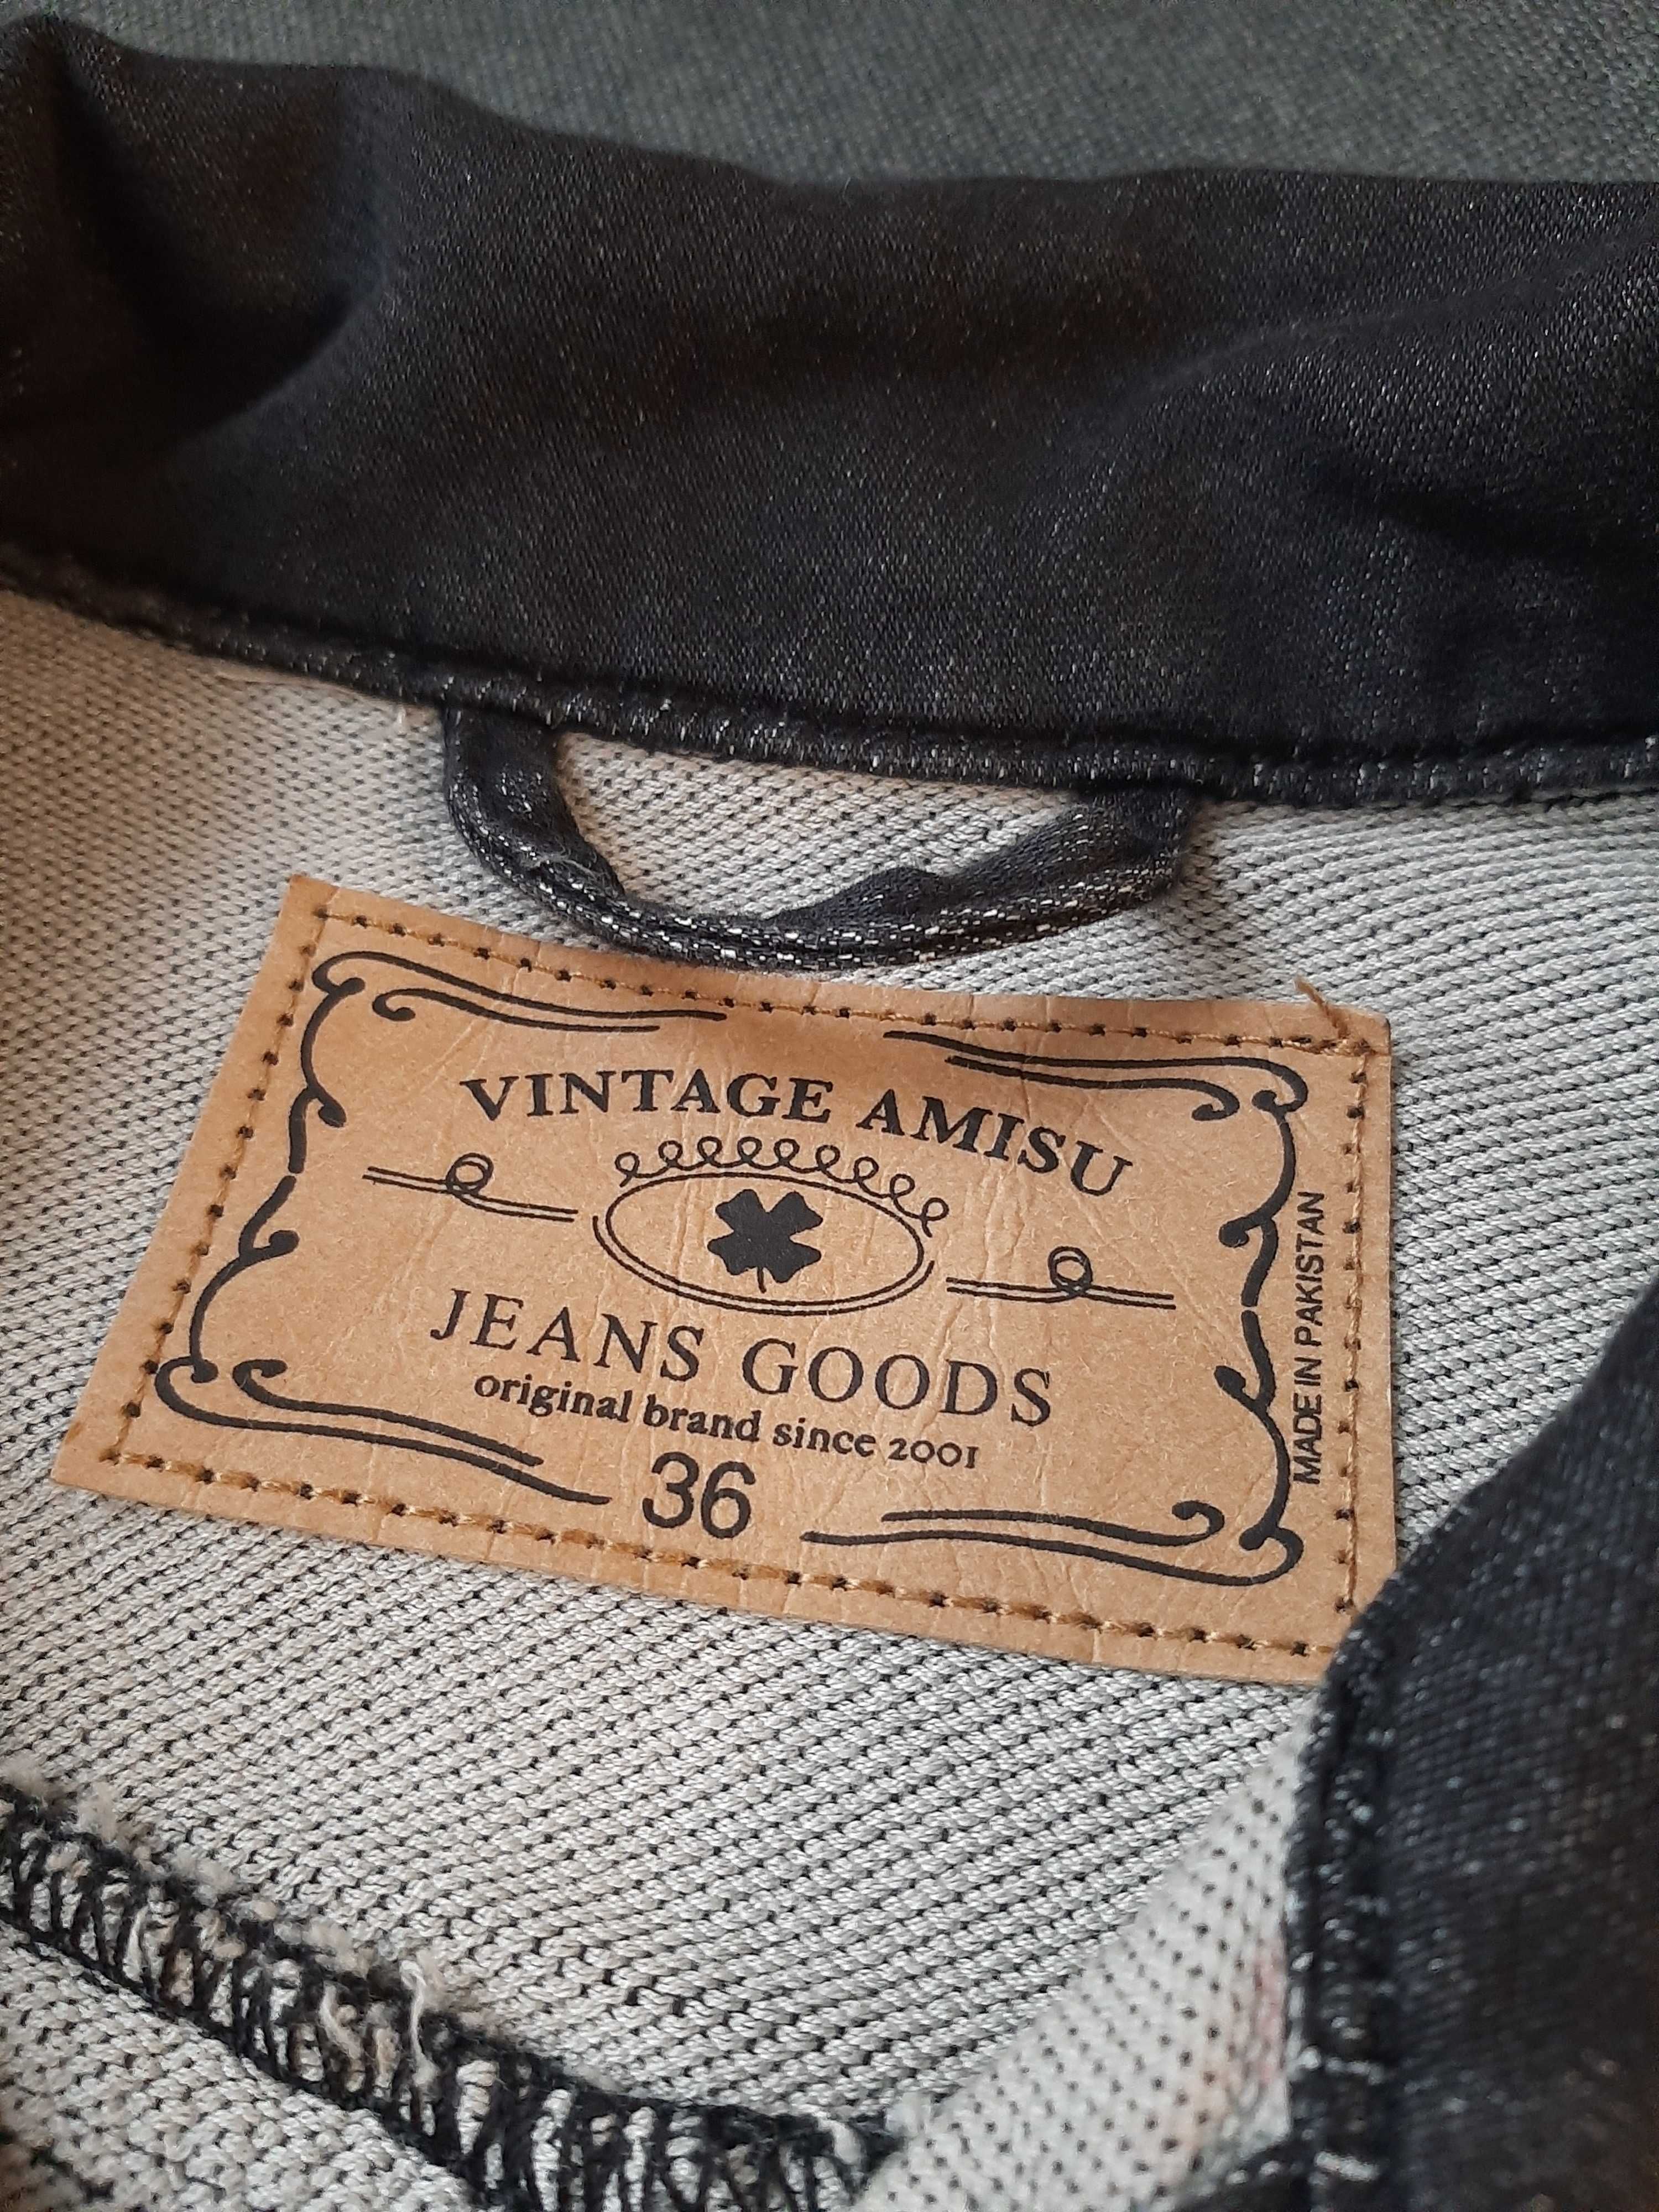 VINTAGE AMISU
JEANS GOODS
original brand since 2001
36
MADE IN PAKISTAN